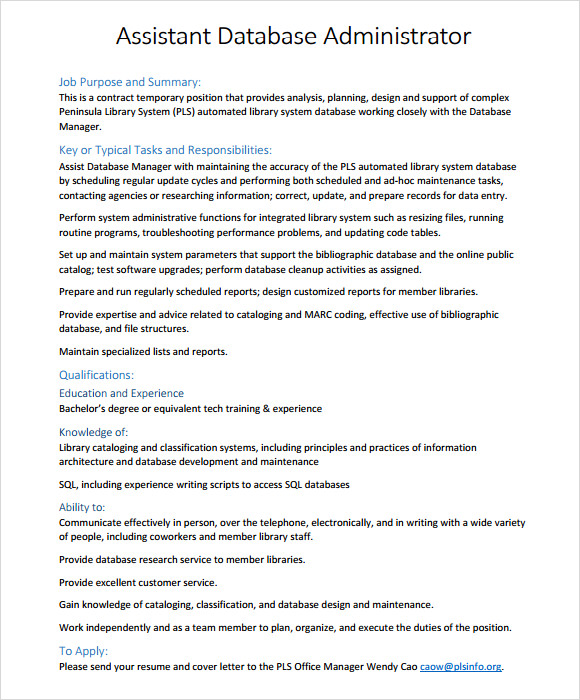 Assistant Database Administrator
Job Purpose and Summary:
This is a contract temporary position that provides analysis, planning, design and support of complex
Peninsula Library System (PLS) automated library system database working closely with the Database
Manager.
Key or Typical Tasks and Responsibilities:
Assist Database Manager with maintaining the accuracy of the PLS automated library system database
by scheduling regular update cycles and performing both scheduled and ad-hoc maintenance tasks,
contacting agencies or researching information; correct, update, and prepare records for data entry.
Perform system administrative functions for integrated library system such as resizing files, running
routine programs, troubleshooting performance problems, and updating code tables.
Set up and maintain system parameters that support the bibliographic database and the online public
catalog; test software upgrades; perform database cleanup activities as assigned.
Prepare and run regularly scheduled reports; design customized reports for member libraries.
Provide expertise and advice related to cataloging and MARC coding, effective use of bibliographic
database, and file structures.
Maintain specialized lists and reports.
Qualifications:
Education and Experience
Bachelor's degree or equivalent tech training & experience
Knowledge of:
Library cataloging and classification systems, including principles and practices of information
architecture and database development and maintenance
SQL, including experience writing scripts to access SQL databases
Ability to:
Communicate effectively in person, over the telephone, electronically, and in writing with a wide variety
of people, including coworkers and member library staff.
Provide database research service to member libraries.
Provide excellent customer service.
Gain knowledge of cataloging, classification, and database design and maintenance.
Work independently and as a team member to plan, organize, and execute the duties of the position.
To Apply:
Please send your resume and cover letter to the PLS Office Manager Wendy Cao caow@plsinfo.org.